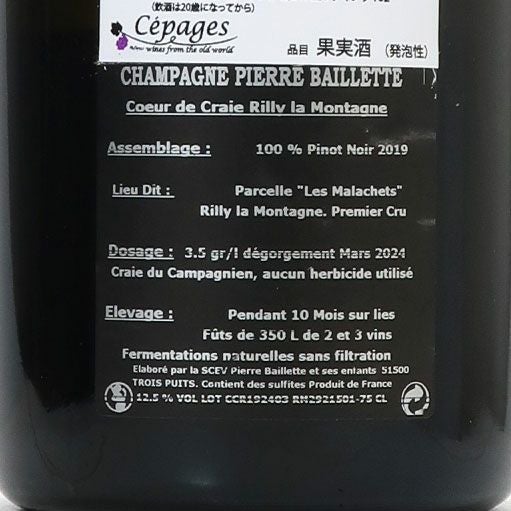 (飲酒は20歳になってから)
Cépages
wines from the old world
品目 果実酒 (発泡性)
CHAMPAGNE PIERRE BAILLETTE
Coeur de Craie Rilly la Montagne
Assemblage : 100 % Pinot Noir 2019
Lieu Dit : Parcelle "Les Malachets"
Rilly la Montagne. Premier Cru
Dosage : 3.5 gr/l dégorgement Mars 2024
Craie du Campagnien, aucun herbicide utilisé
Elevage : Pendant 10 Mois sur lies
Fûts de 350 L de 2 et 3 vins
Fermentations naturelles sans filtration
Elaboré par la SCEV Pierre Baillette et ses enfants 51500
TROIS PUITS. Contient des sulfites Produit de France
12.5 % VOL LOT CCR192403 RM2921501-75 CL